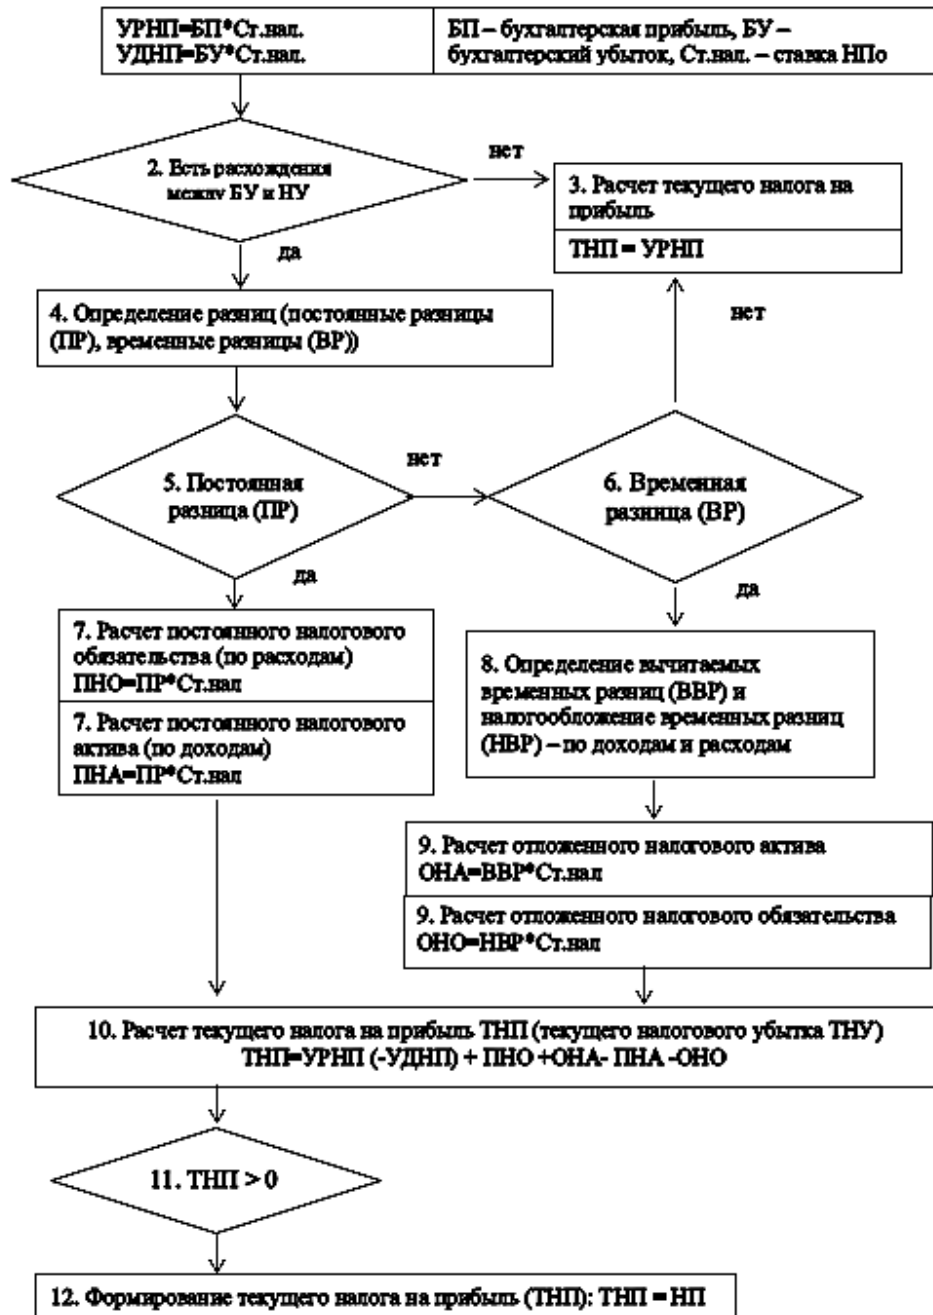 УРНП=БП*Ст.нал.
УДНП=БУ*Ст.нал.
БП – бухгалтерская прибыль, БУ –
бухгалтерский убыток, Ст.нал. – ставка НПо
2. Есть расхождения
между БУ и НУ
нет
3. Расчет текущего налога на
прибыль
ТНП = УРНП
да
4. Определение разниц (постоянные разницы
(ПР), временные разницы (ВР))
нет
5. Постоянная
разница (ПР)
нет
6. Временная
разница (ВР)
да
да
7. Расчет постоянного налогового
обязательства (по расходам)
ПНО=ПР*Ст.нал
7. Расчет постоянного налогового
актива (по доходам)
ПНА=ПР*Ст.нал
8. Определение вычитаемых
временных разниц (ВВР) и
налогообложение временных разниц
(НВР) – по доходам и расходам
9. Расчет отложенного налогового актива
ОНА=ВВР*Ст.нал
9. Расчет отложенного налогового обязательства
ОНО=НВР*Ст.нал
10. Расчет текущего налога на прибыль ТНП (текущего налогового убытка ТНУ)
ТНП=УРНП (-УДНП) + ПНО +ОНА- ПНА -ОНО
11. ТНП > 0
12. Формирование текущего налога на прибыль (ТНП): ТНП = НП